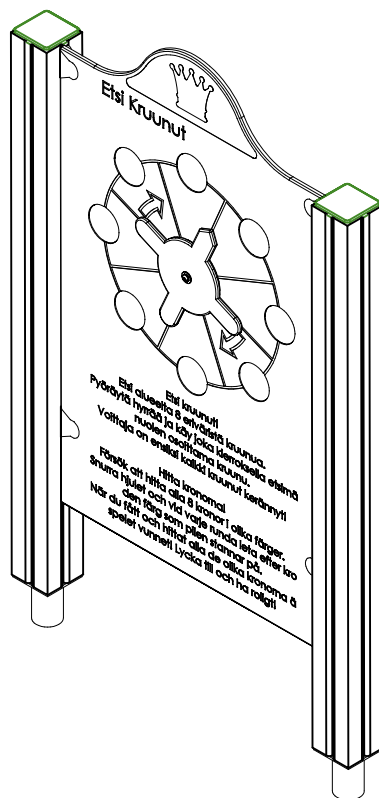 Etsi Kruunut
Etsi kruunut!
Etsi alueelta 8 eriväristä kruunua.
Pyöräytä hyrrää ja käy joka kierroksella etsimä
nuolen osoittama kruunu.
Voittaja on ensiksi kaikki kruunut kerännyt!
Hitta kronorna!
Försök att hitta alla 8 kronor i olika färger.
Snurra hjulet och vid varje runda leta efter kro
den färg som pilen stannar på.
När du fått och hittat alla de olika kronorna ä
spelet vunnet! Lycka till och ha roligt!